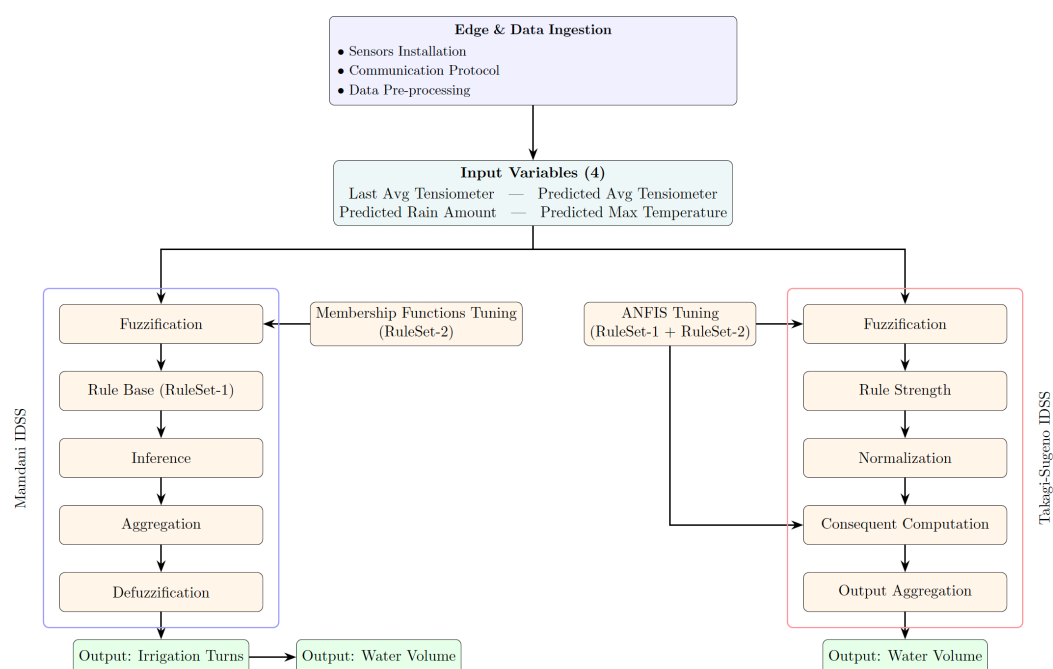 Edge & Data Ingestion
● Sensors Installation
● Communication Protocol
● Data Pre-processing
Input Variables (4)
Last Avg Tensiometer — Predicted Avg Tensiometer
Predicted Rain Amount — Predicted Max Temperature
Mamdani IDSS
Fuzzification
Rule Base (RuleSet-1)
Inference
Aggregation
Defuzzification
Output: Irrigation Turns
Output: Water Volume
Membership Functions Tuning
(RuleSet-2)
ANFIS Tuning
(RuleSet-1 + RuleSet-2)
Fuzzification
Rule Strength
Normalization
Consequent Computation
Output Aggregation
Output: Water Volume
Takagi-Sugeno IDSS